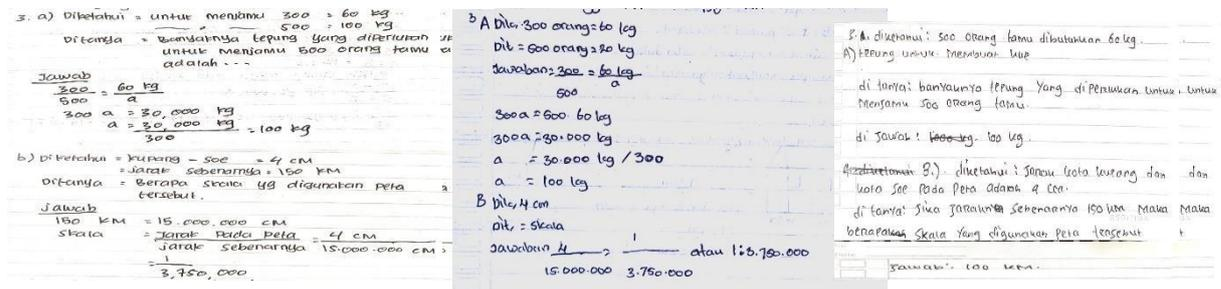 3. a) Diketahui = untuk menjamu 300 = 60 kg
500 = 100 kg
Ditanya = Banyaknya tepung yang diperlukan
untuk menjamu 500 orang tamu a
adalah ...
Jawab
300 = 60 kg
500 a
300 a = 30,000 kg
a = 30,000 kg = 100 kg
300
b) Diketahui = kupang - soe = 4 cM
= Jarak sebenarnya = 150 KM
Ditanya = Berapa skala yg digunakan peta
tersebut.
Jawab
150 KM = 15.000.000 cM
Skala = Jarak Pada peta = 4 cM
Jarak sebenarnya 15.000.000 cM
= 1
3,750,000
3 A Dik, 300 orang = 60 kg
Dit = 500 orang = 20 kg
Jawaban = 300 = 60 kg
500 a
300a = 500. 60 kg
300a = 30.000 kg
a = 30.000 kg / 300
a = 100 kg
B Dik, 4 cm
Dit, = Skala
Jawaban 4 = 1 atau 1:3.750.000
15.000.000 3.750.000
3.A. diketahui: 300 orang tamu dibutuhkan 60 kg.
A) tepung untuk membuat kue
di tanya: banyaknya tepung yang diperlukan untuk, untuk
menjamu 500 orang tamu.
di Jawab: 100 kg.
B.) diketahui: kota kupang dan dan
kota Soe pada peta adalah 4 cm.
di tanya: Jika Jaraknya Sebenarnya 150 km Maka Maka
berapakah skala yang digunakan peta tersebut
Jawab: 100 km.